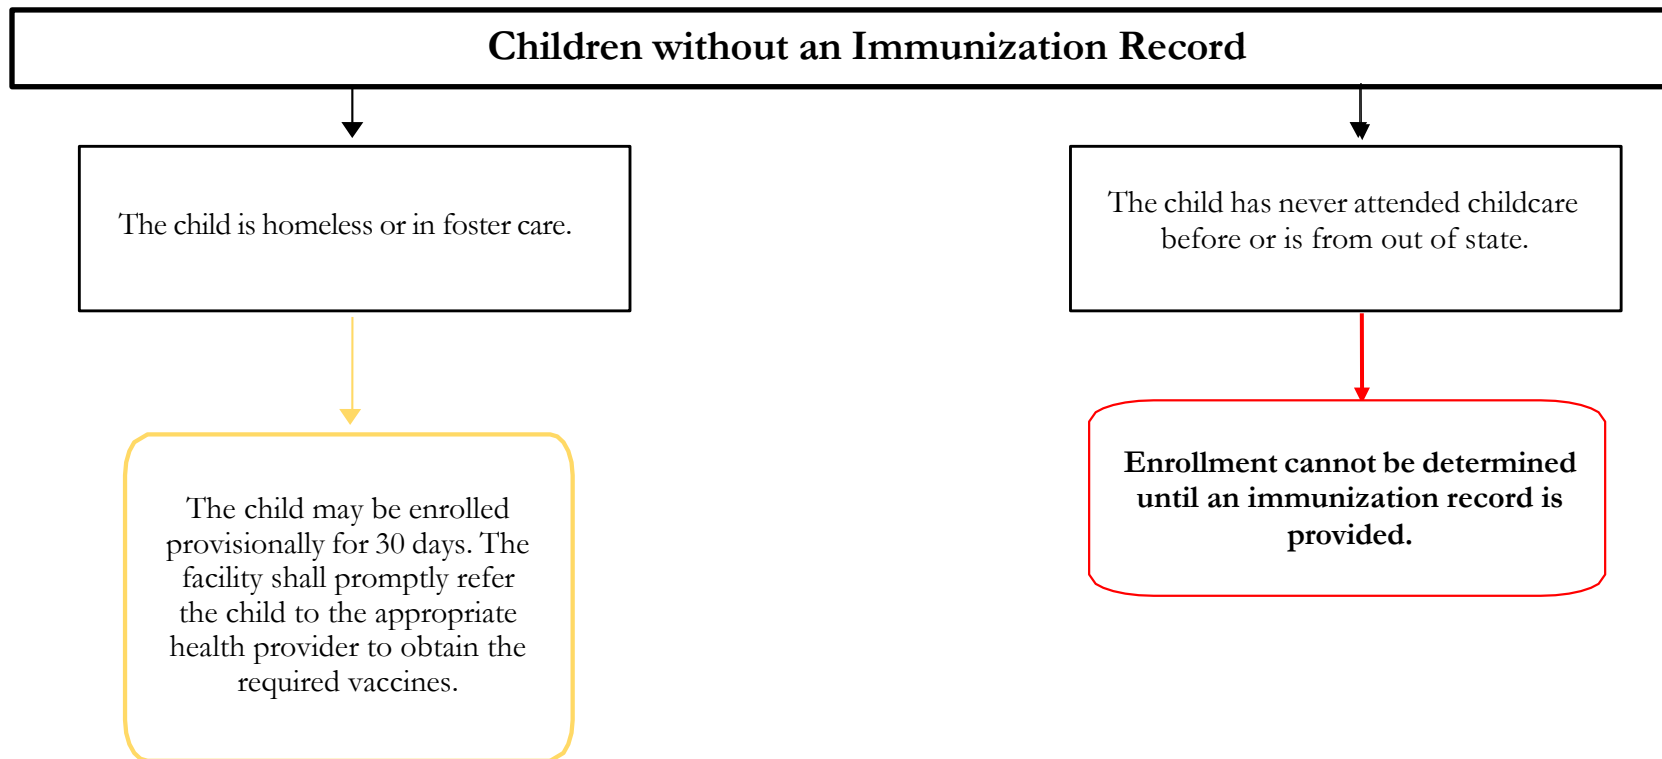 Children without an Immunization Record
The child is homeless or in foster care.
The child has never attended childcare
before or is from out of state.
The child may be enrolled
provisionally for 30 days. The
facility shall promptly refer
the child to the appropriate
health provider to obtain the
required vaccines.
Enrollment cannot be determined
until an immunization record is
provided.